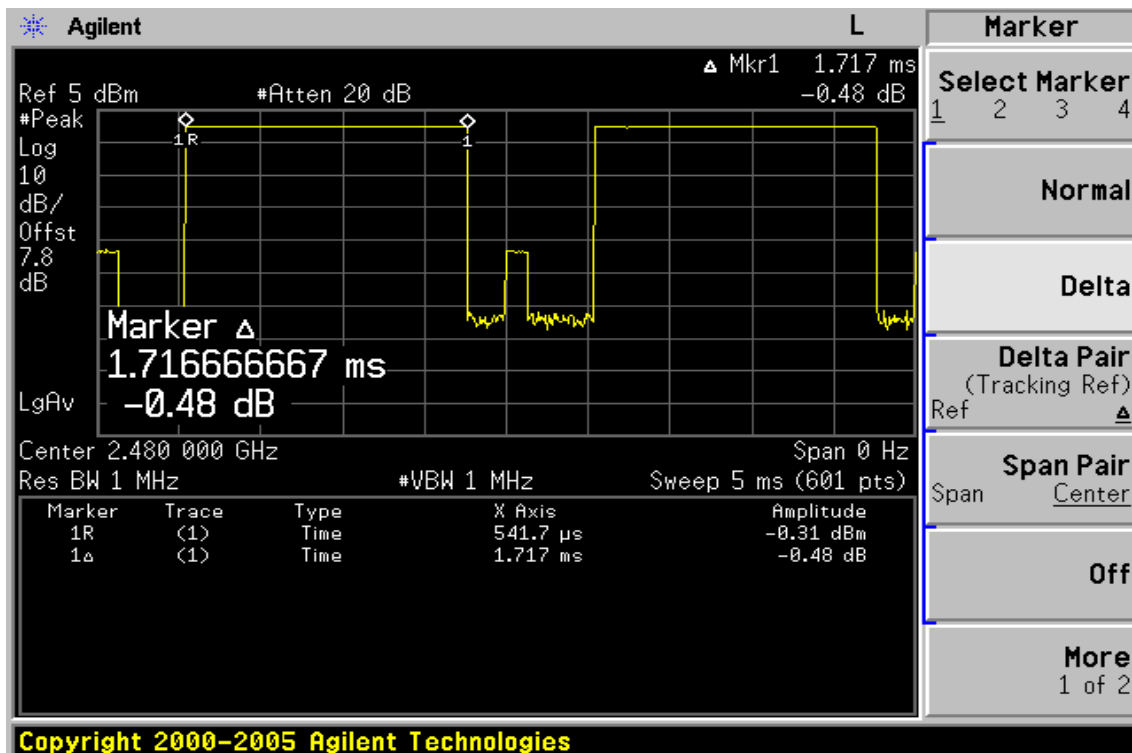 Agilent
L
Marker
▵ Mkr1 1.717 ms
Ref 5 dBm #Atten 20 dB -0.48 dB
#Peak
Log
10
dB/
Offst
7.8
dB
1R
1
Marker ▵
1.716666667 ms
-0.48 dB
LgAv
Center 2.480 000 GHz Span 0 Hz
Res BW 1 MHz #VBW 1 MHz Sweep 5 ms (601 pts)
Marker Trace Type X Axis Amplitude
1R (1) Time 541.7 µs -0.31 dBm
1▵ (1) Time 1.717 ms -0.48 dB
Select Marker
1 2 3 4
Normal
Delta
Delta Pair
(Tracking Ref)
Ref ▵
Span Pair
Span Center
Off
More
1 of 2
Copyright 2000-2005 Agilent Technologies